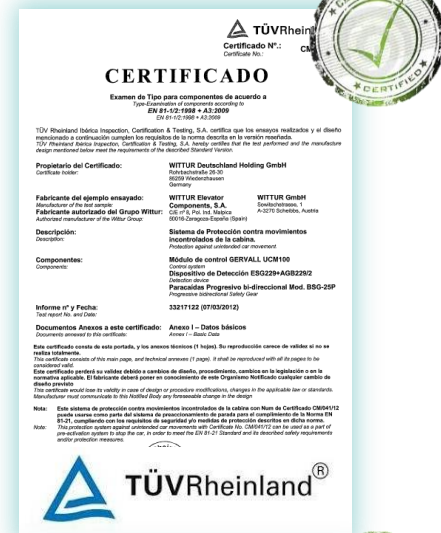 TÜVRhein
Certificado Nº.:
Certificate No.:
CM
CERTIFIED
CERTIFICADO
Examen de Tipo para componentes de acuerdo a
Type-Examination of components according to
EN 81-1/2:1998 + A3:2009
EN 81-1/2:1998 + A3:2009
TÜV Rheinland Ibérica Inspection, Certification & Testing, S.A. certifica que los ensayos realizados y el diseño
mencionado a continuación cumplen los requisitos de la norma descrita en la versión reseñada.
TÜV Rheinland Ibérica Inspection, Certification & Testing, S.A. hereby certifies that the test performed and the manufacture
design mentioned below meet the requirements of the described Standard Version.
Propietario del Certificado: WITTUR Deutschland Holding GmbH
Certificate holder: Rohrbachstraße 26-30
85259 Wiedenzhausen
Germany
Fabricante del ejemplo ensayado: WITTUR Elevator WITTUR GmbH
Manufacturer of the test sample: Components, S.A. Sowitschstrasse, 1
Fabricante autorizado del Grupo Wittur: C/E nº 8, Pol. Ind. Malpica A-3270 Scheibbs, Austria
Authorized manufacturer of the Wittur Group: 50016-Zaragoza-España (Spain)
Descripción: Sistema de Protección contra movimientos
Description: incontrolados de la cabina.
Protection against unintended car movement.
Componentes: Módulo de control GERVALL UCM100
Components: Control system
Dispositivo de Detección ESG229+AGB229/2
Detection device
Paracaídas Progresivo bi-direccional Mod. BSG-25P
Progressive bidirectional Safety Gear
Informe nº y Fecha: 33217122 (07/03/2012)
Test report No. and Date:
Documentos Anexos a este certificado: Anexo I – Datos básicos
Documents annexed to this certificate: Annex I – Basic Data
Este certificado consta de esta portada, y los anexos técnicos (1 hojas). Su reproducción carece de validez si no se
realiza totalmente.
This certificate consists of this main page, and technical annexes (1 page). It shall be reproduced with all its pages to be
considered valid.
Este certificado perderá su validez debido a cambios de diseño, procedimiento, cambios en la legislación o en la
normativa aplicable. El fabricante deberá poner en conocimiento de este Organismo Notificado cualquier cambio de
diseño previsto
This certificate would lose its validity in case of design or procedure modifications, changes in the applicable law or standards.
Manufacturer must communicate to this Notified Body any foreseeable change in the design
Nota: Este sistema de protección contra movimientos incontrolados de la cabina con Num de Certificado CM/041/12
puede usarse como parte del sistema de preaccionamiento de parada para el cumplimiento de la Norma EN
81-21, cumpliendo con los requisitos de seguridad y/o medidas de protección descritos en dicha norma.
Note: This protection system against unintended car movements with Certificate No. CM/041/12 can be used as a part of
pre-activation system to stop the car, in order to meet the EN 81-21 Standard and its described safety requirements
and/or protection measures.
TÜVRheinland®